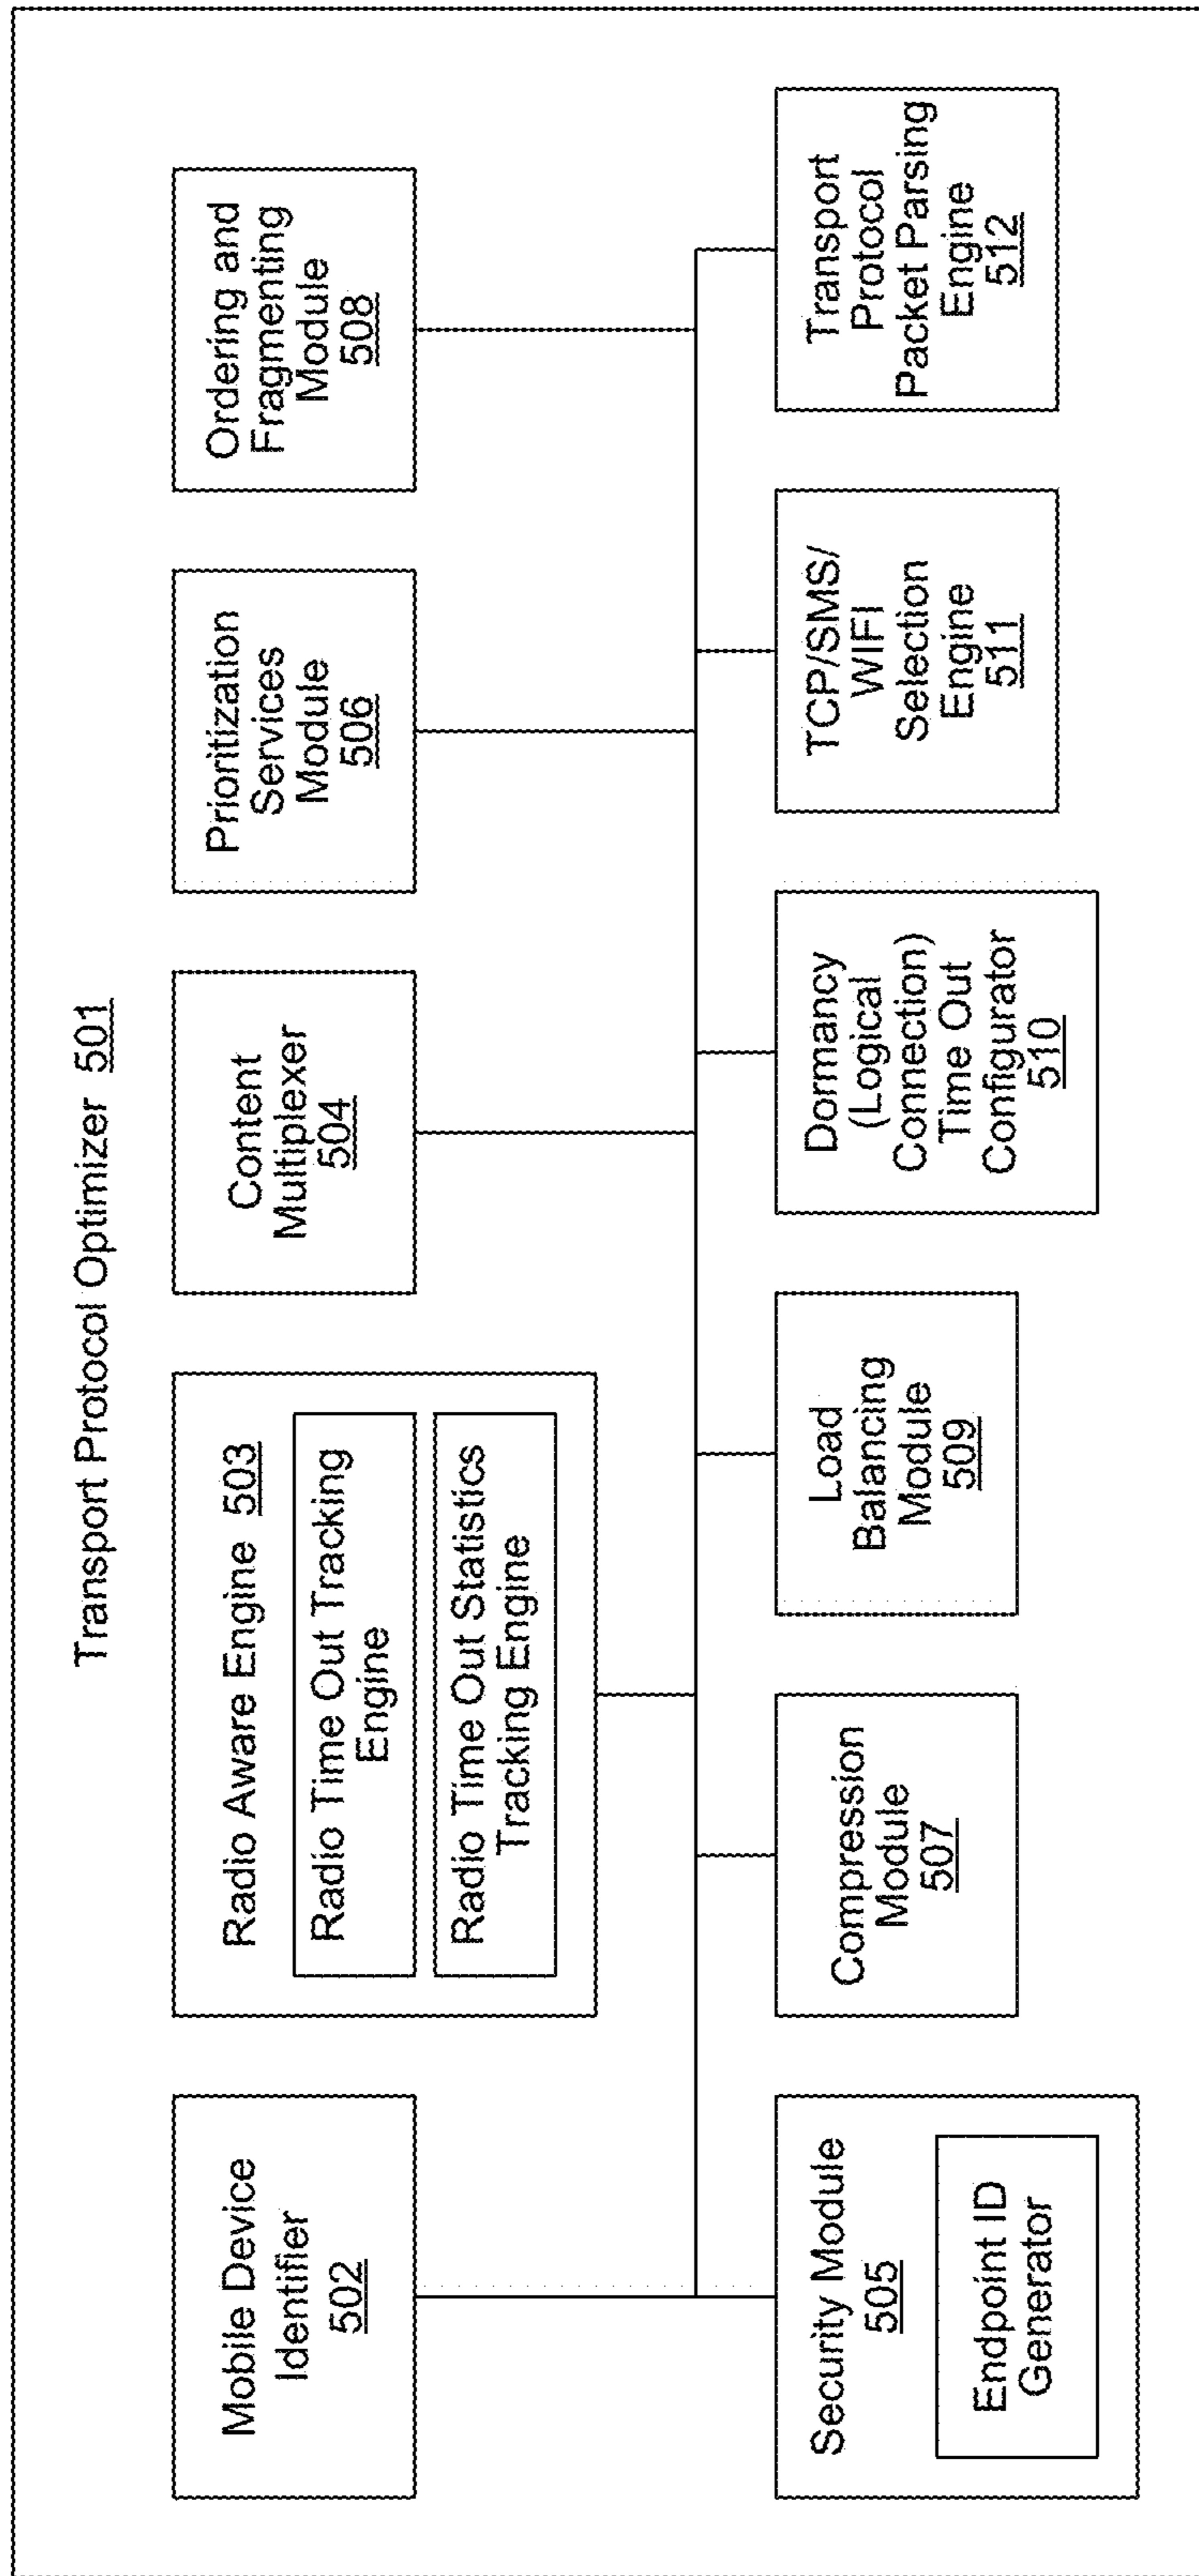 Transport Protocol Optimizer 501
Mobile Device
Identifier
502
Radio Aware Engine 503
Radio Time Out Tracking
Engine
Radio Time Out Statistics
Tracking Engine
Content
Multiplexer
504
Prioritization
Services
Module
506
Ordering and
Fragmenting
Module
508
Security Module
505
Endpoint ID
Generator
Compression
Module
507
Load
Balancing
Module
509
Dormancy
(Logical
Connection)
Time Out
Configurator
510
TCP/SMS/
WIFI
Selection
Engine
511
Transport
Protocol
Packet Parsing
Engine
512